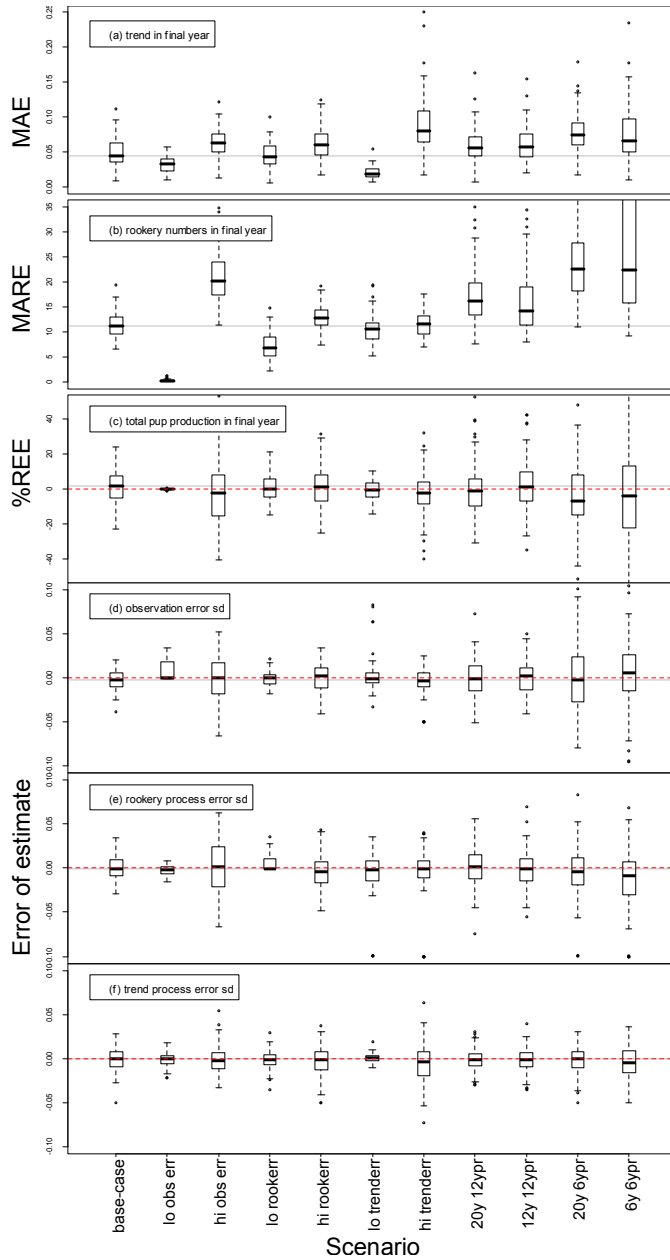 MAE
0.00 0.05 0.10 0.15 0.20 0.25
(a) trend in final year
MARE
0 5 10 15 20 25 30 35
(b) rookery numbers in final year
%REE
-40 -20 0 20 40
(c) total pup production in final year
Error of estimate
-0.10 -0.05 0.00 0.05 0.10
(d) observation error sd
-0.10 -0.05 0.00 0.05 0.10
(e) rookery process error sd
-0.10 -0.05 0.00 0.05 0.10
(f) trend process error sd
base-case
lo obs err
hi obs err
lo rookerr
hi rookerr
lo trenderr
hi trenderr
20y 12ypr
12y 12ypr
20y 6ypr
6y 6ypr
Scenario